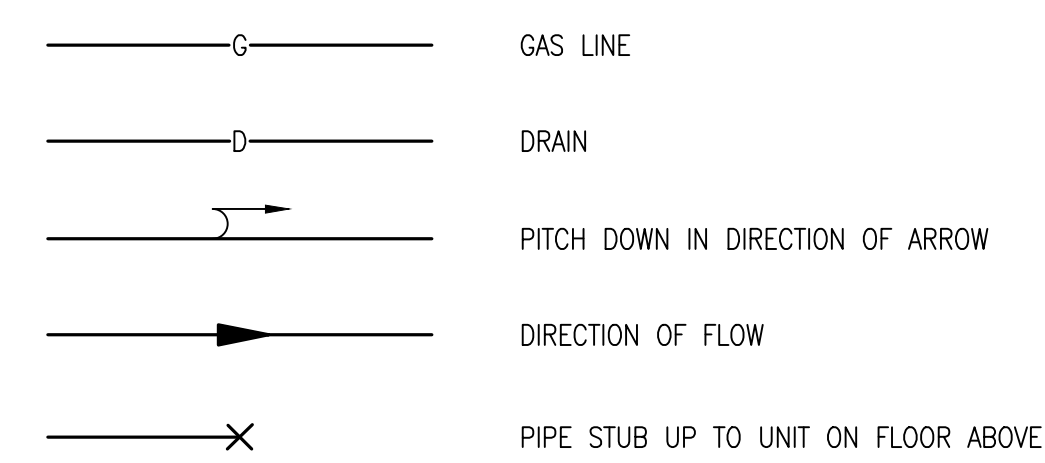 G GAS LINE
D DRAIN
PITCH DOWN IN DIRECTION OF ARROW
DIRECTION OF FLOW
PIPE STUB UP TO UNIT ON FLOOR ABOVE